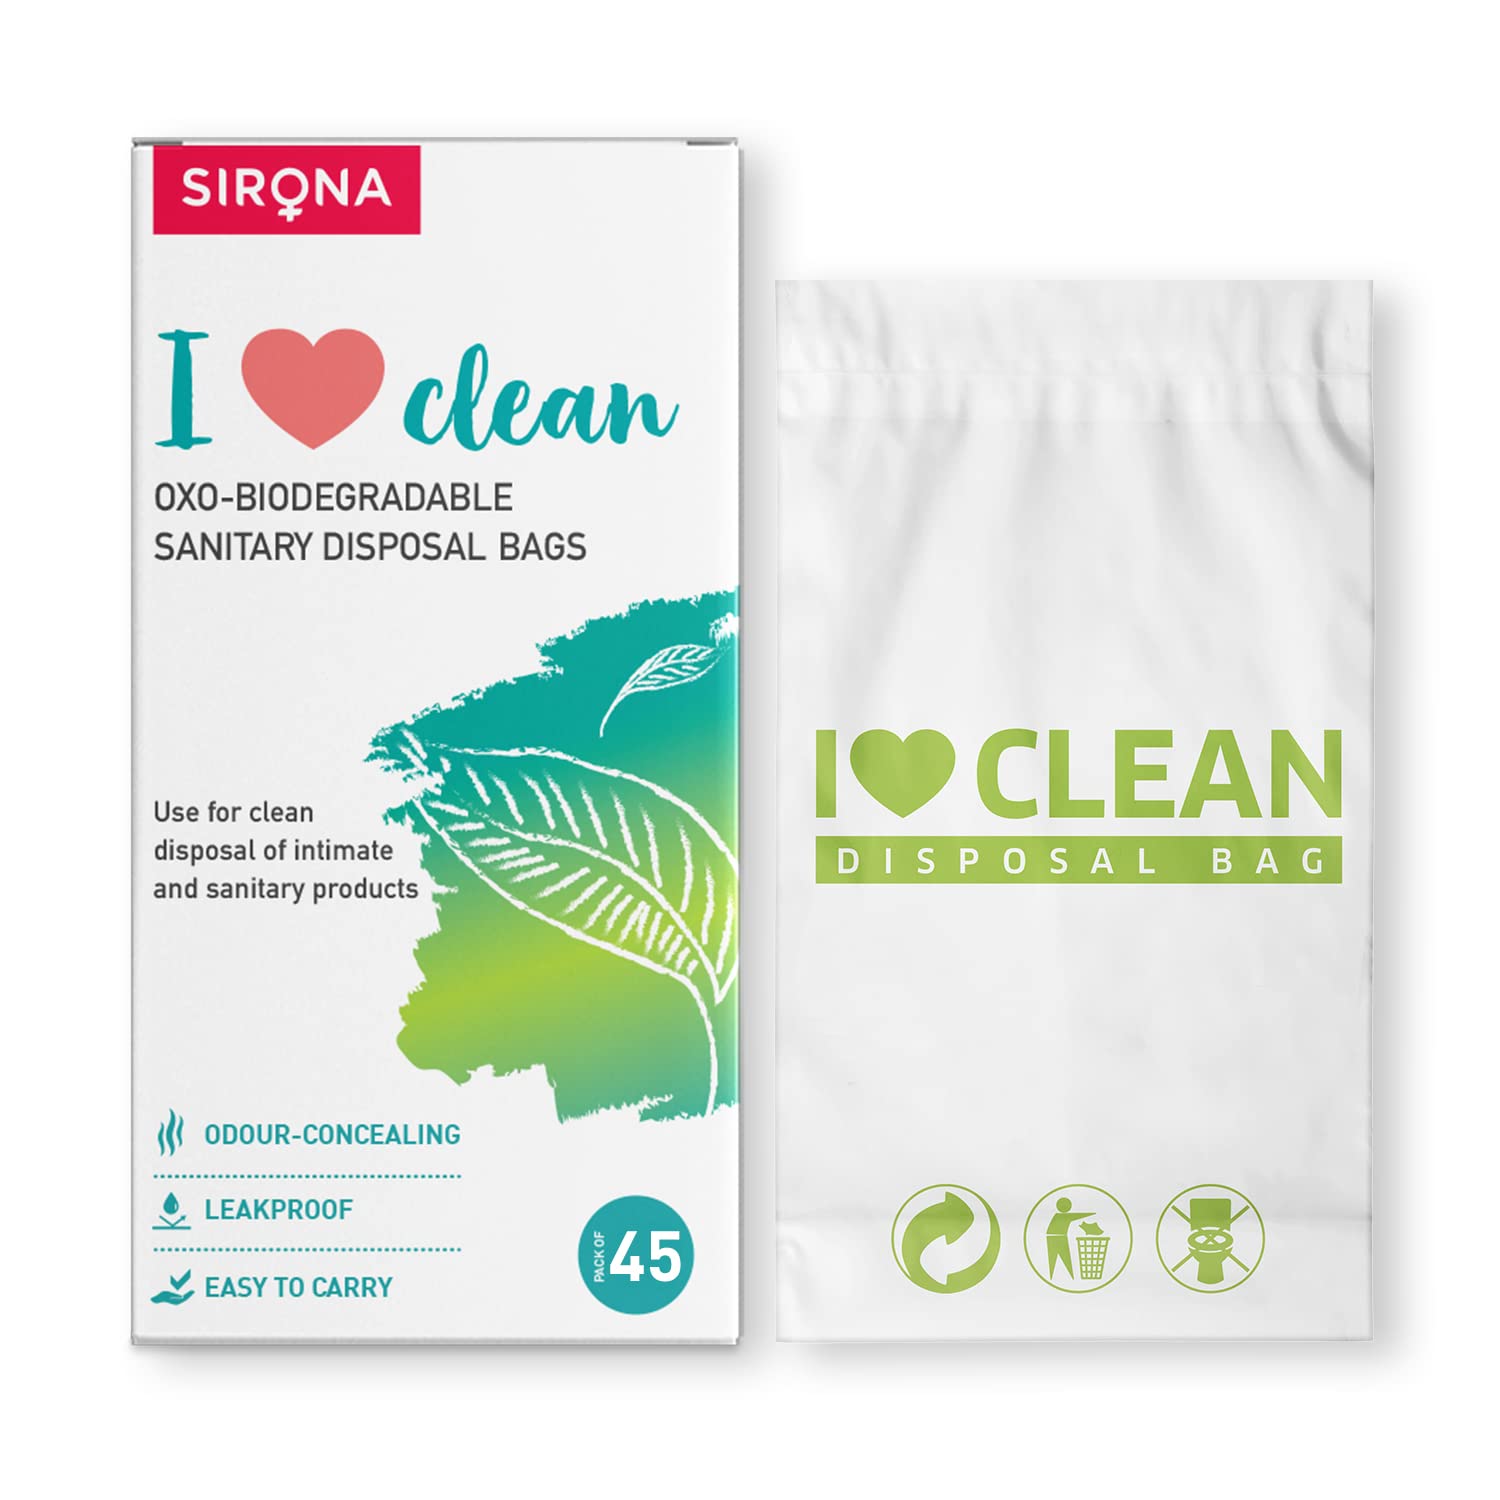 SIRONA
I clean
OXO-BIODEGRADABLE
SANITARY DISPOSAL BAGS
Use for clean
disposal of intimate
and sanitary products
ODOUR-CONCEALING
LEAKPROOF
EASY TO CARRY
PACK OF 45
I CLEAN
DISPOSAL BAG